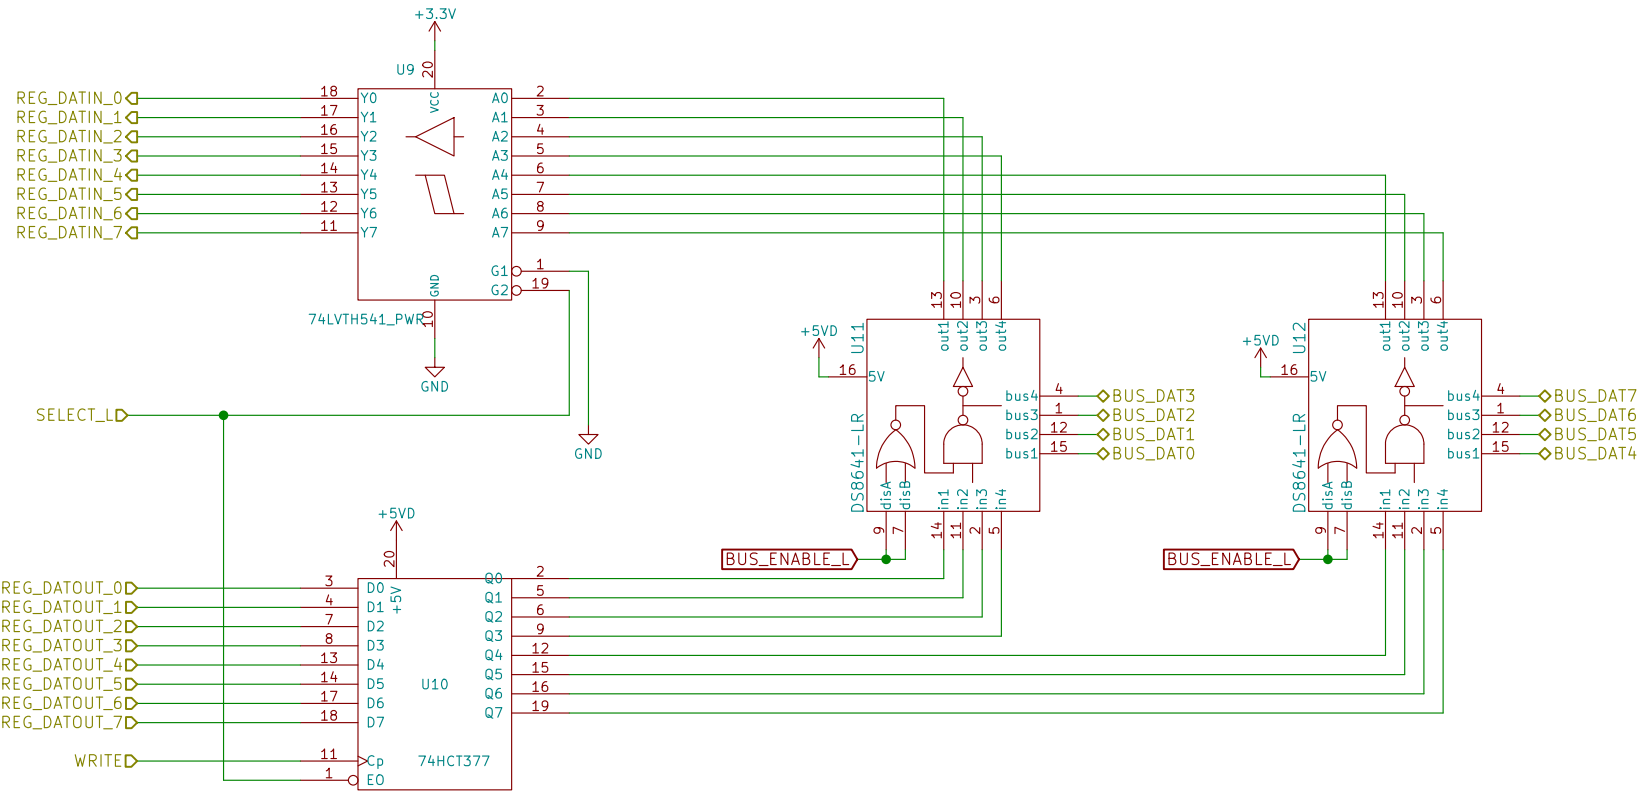 +3.3V
U9
20
REG_DATIN_0 18 Y0 VCC A0 2
REG_DATIN_1 17 Y1 A1 3
REG_DATIN_2 16 Y2 A2 4
REG_DATIN_3 15 Y3 A3 5
REG_DATIN_4 14 Y4 A4 6
REG_DATIN_5 13 Y5 A5 7
REG_DATIN_6 12 Y6 A6 8
REG_DATIN_7 11 Y7 A7 9
G1 1
GND G2 19
74LVTH541_PWR 10
GND
SELECT_L
GND
+5VD
U11
13 10 3 6
out1 out2 out3 out4
16 5V
bus4 4 BUS_DAT3
bus3 1 BUS_DAT2
bus2 12 BUS_DAT1
bus1 15 BUS_DAT0
DS8641-LR
disA disB in1 in2 in3 in4
9 7 14 11 2 5
BUS_ENABLE_L
+5VD
U12
13 10 3 6
out1 out2 out3 out4
16 5V
bus4 4 BUS_DAT7
bus3 1 BUS_DAT6
bus2 12 BUS_DAT5
bus1 15 BUS_DAT4
DS8641-LR
disA disB in1 in2 in3 in4
9 7 14 11 2 5
BUS_ENABLE_L
+5VD
20
Q0 2
REG_DATOUT_0 3 D0 +5V Q1 5
REG_DATOUT_1 4 D1 Q2 6
REG_DATOUT_2 7 D2 Q3 9
REG_DATOUT_3 8 D3 Q4 12
REG_DATOUT_4 13 D4 Q5 15
REG_DATOUT_5 14 D5 U10 Q6 16
REG_DATOUT_6 17 D6 Q7 19
REG_DATOUT_7 18 D7
WRITE 11 Cp 74HCT377
1 EO